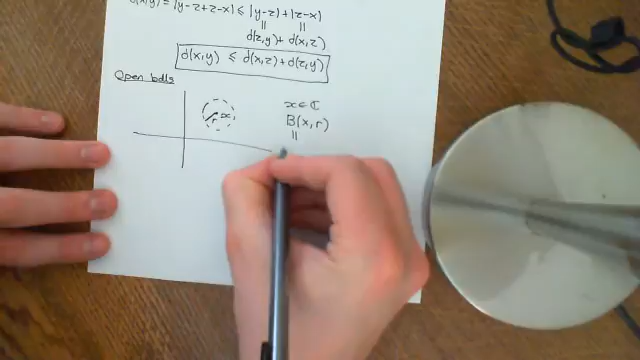 d(x,y) = |y-z+z-x| ≤ |y-z| + |z-x|
|| ||
d(z,y) + d(x,z)
d(x,y) ≤ d(x,z) + d(z,y)
Open balls
x ∈ ℂ
r x
B(x,r)
||